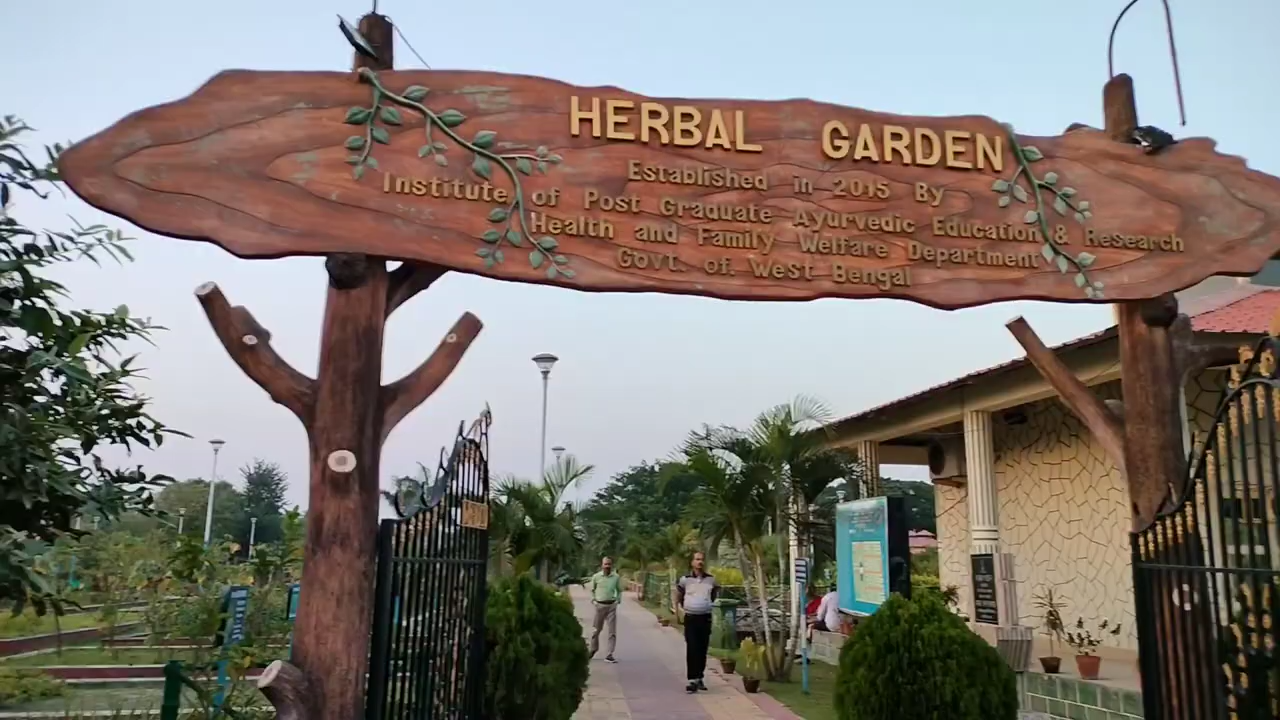 HERBAL GARDEN
Established in 2015 By
Institute of Post Graduate Ayurvedic Education & Research
Health and Family Welfare Department
Govt. of. West Bengal